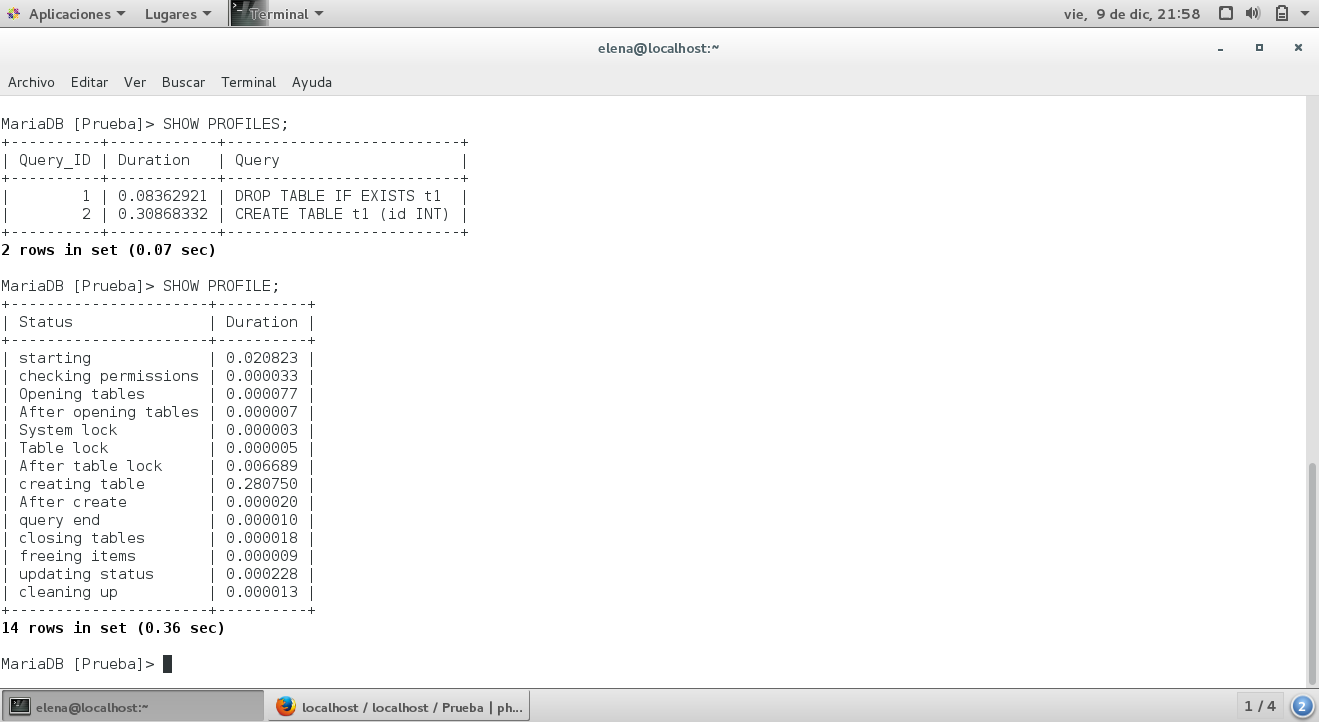 Aplicaciones Lugares Terminal vie, 9 de dic, 21:58
elena@localhost:~
Archivo Editar Ver Buscar Terminal Ayuda
MariaDB [Prueba]> SHOW PROFILES;
+----------+------------+--------------------------+
| Query_ID | Duration   | Query                    |
+----------+------------+--------------------------+
|        1 | 0.08362921 | DROP TABLE IF EXISTS t1  |
|        2 | 0.30868332 | CREATE TABLE t1 (id INT) |
+----------+------------+--------------------------+
2 rows in set (0.07 sec)
MariaDB [Prueba]> SHOW PROFILE;
+----------------------+----------+
| Status               | Duration |
+----------------------+----------+
| starting             | 0.020823 |
| checking permissions | 0.000033 |
| Opening tables       | 0.000077 |
| After opening tables | 0.000007 |
| System lock          | 0.000003 |
| Table lock           | 0.000005 |
| After table lock     | 0.006689 |
| creating table       | 0.280750 |
| After create         | 0.000020 |
| query end            | 0.000010 |
| closing tables       | 0.000018 |
| freeing items        | 0.000009 |
| updating status      | 0.000228 |
| cleaning up          | 0.000013 |
+----------------------+----------+
14 rows in set (0.36 sec)
MariaDB [Prueba]>
elena@localhost:~ localhost / localhost / Prueba | ph... 1 / 4 2